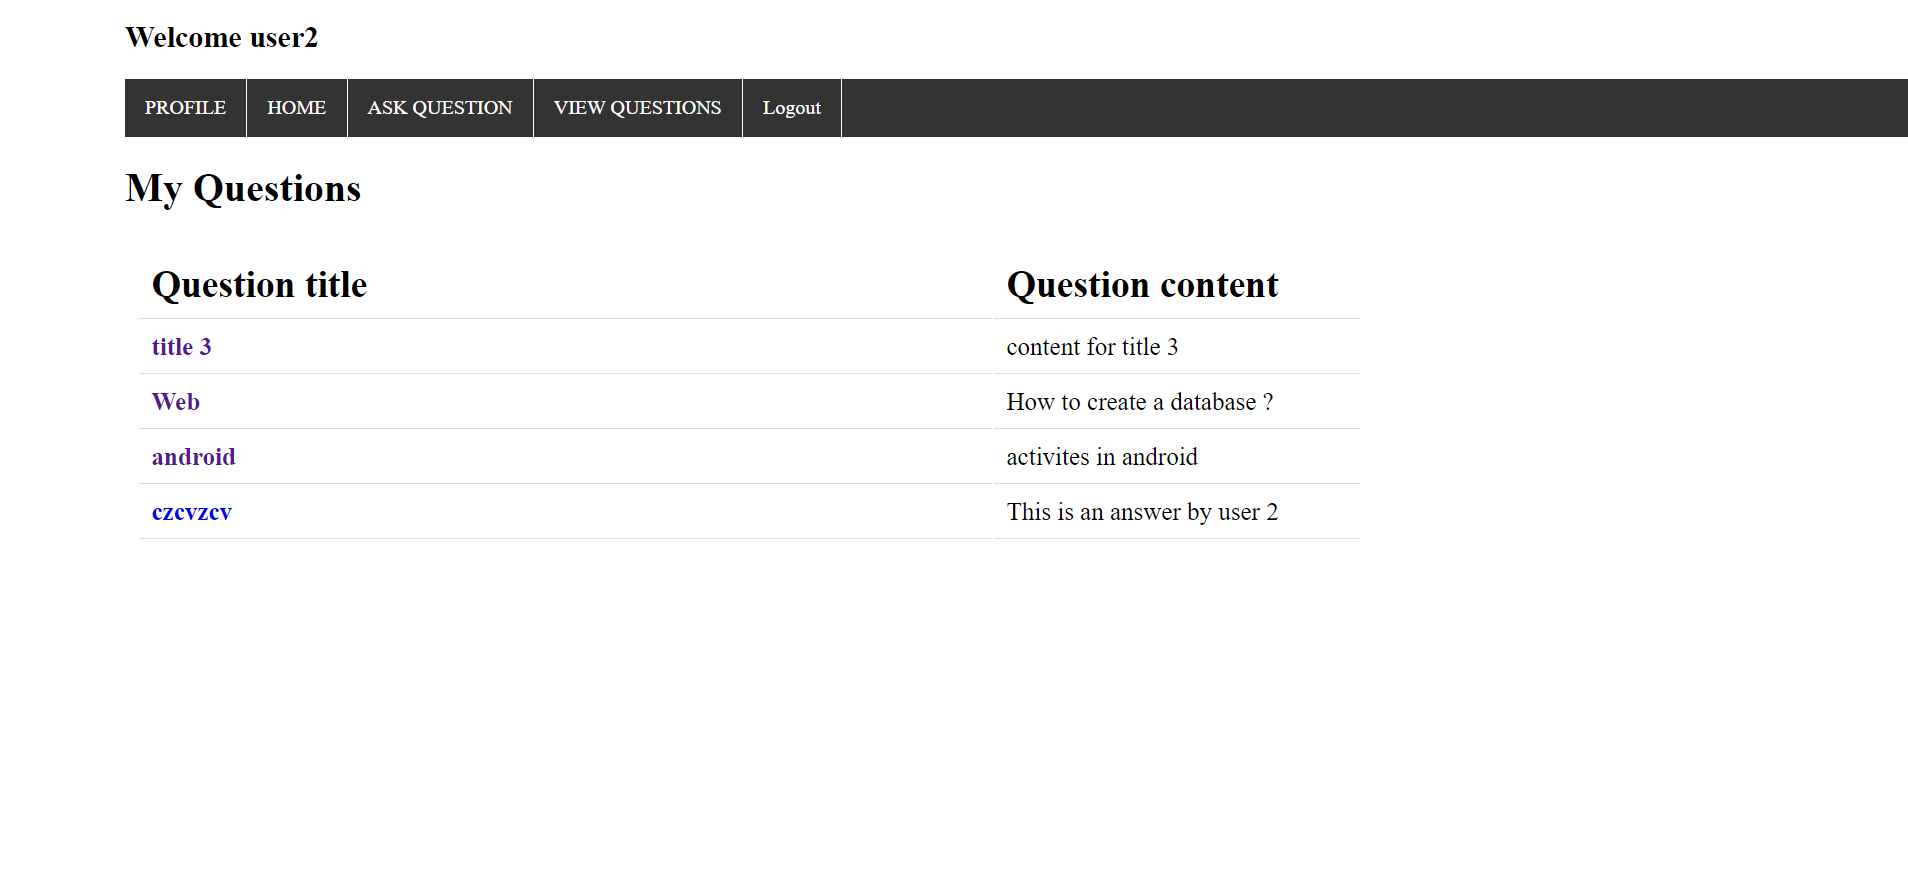 Welcome user2
PROFILE HOME ASK QUESTION VIEW QUESTIONS Logout
My Questions
Question title Question content
title 3 content for title 3
Web How to create a database ?
android activites in android
czcvzcv This is an answer by user 2